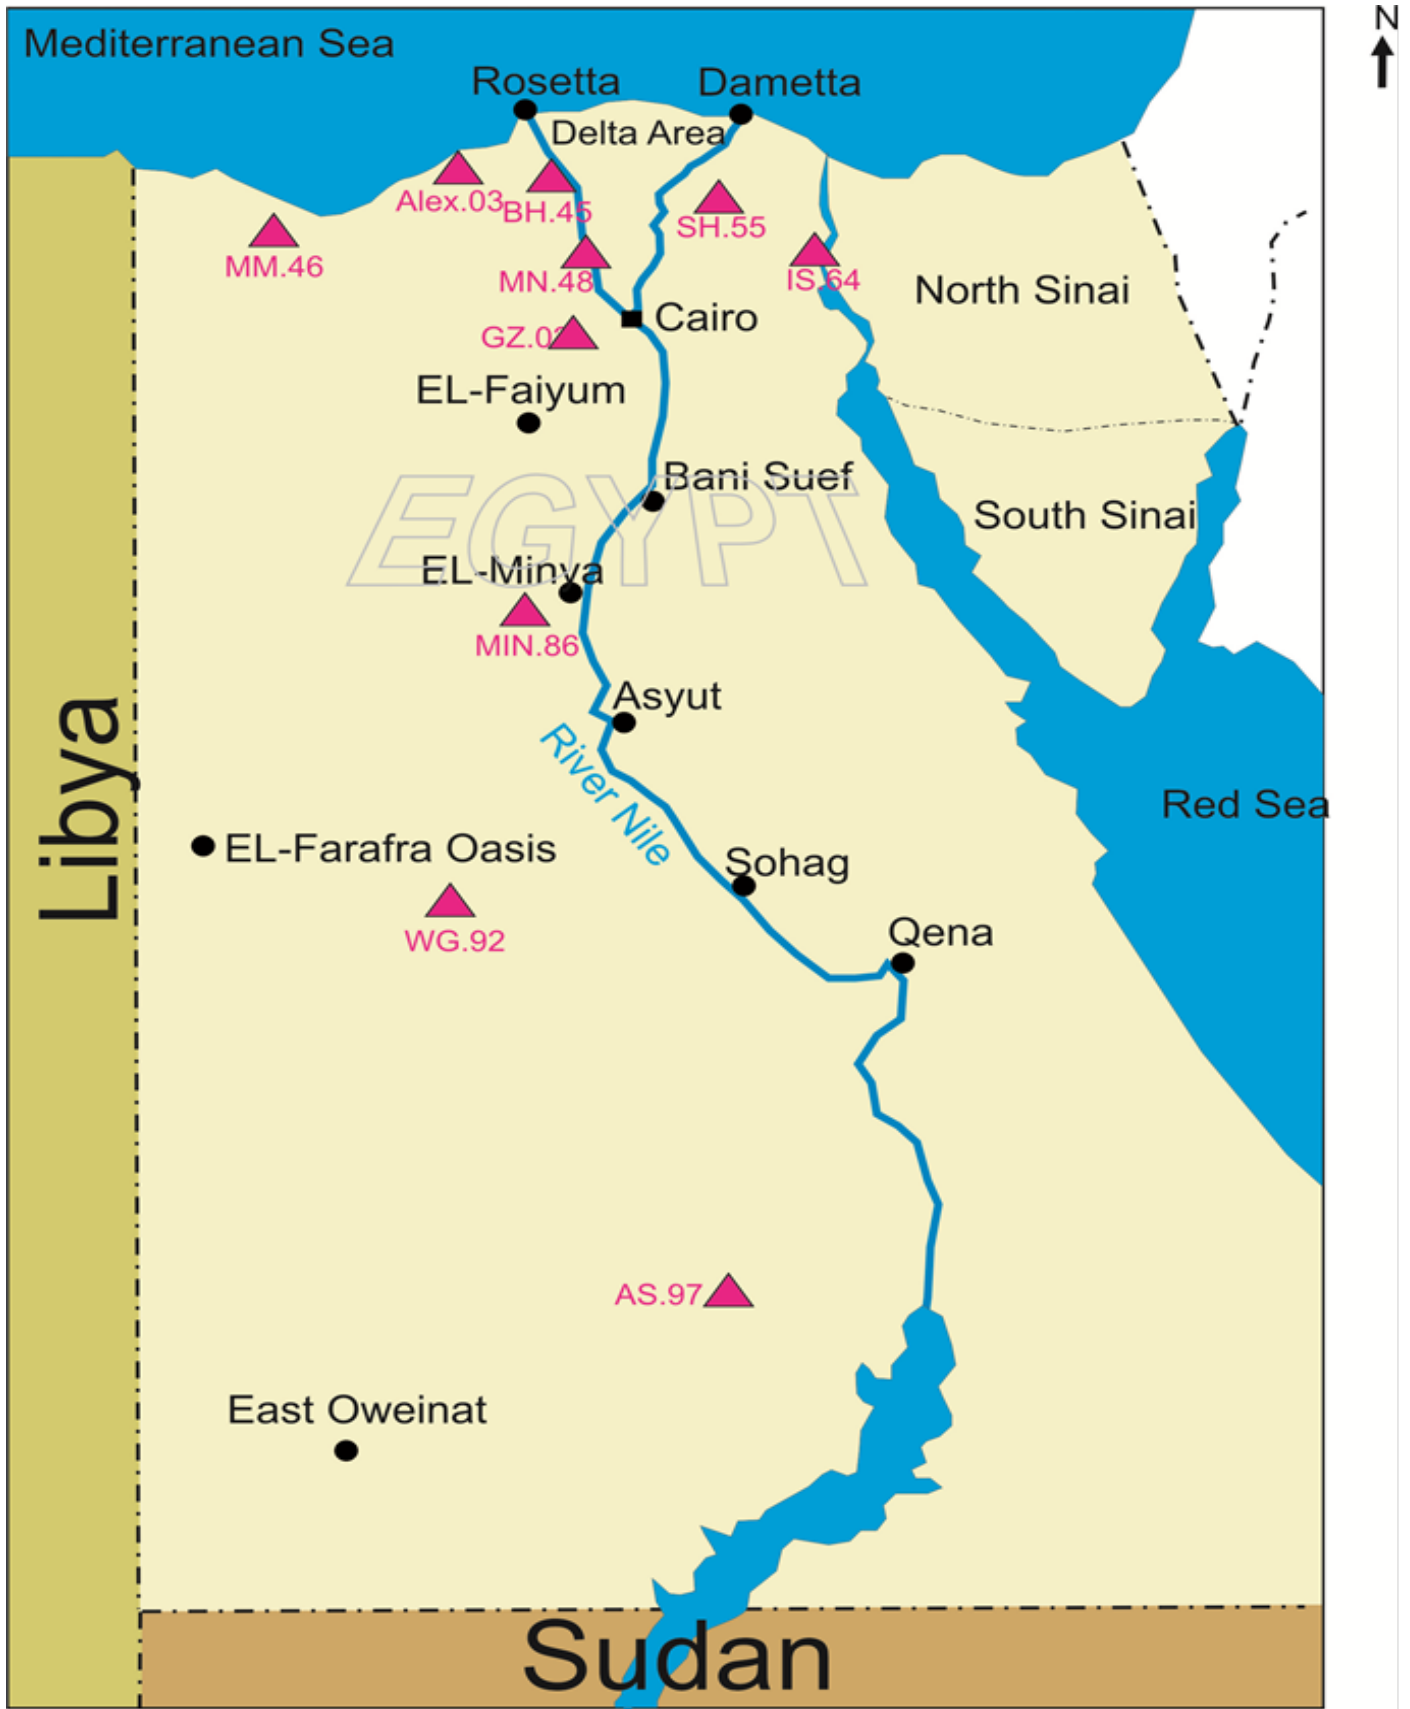 N
Mediterranean Sea
Rosetta
Dametta
Delta Area
Alex.03
BH.45
SH.55
MM.46
MN.48
IS.64
North Sinai
Cairo
EL-Faiyum
Bani Suef
EGYPT
South Sinai
EL-Minya
MIN.86
Asyut
Libya
River Nile
Red Sea
EL-Farafra Oasis
Sohag
WG.92
Qena
AS.97
East Oweinat
Sudan